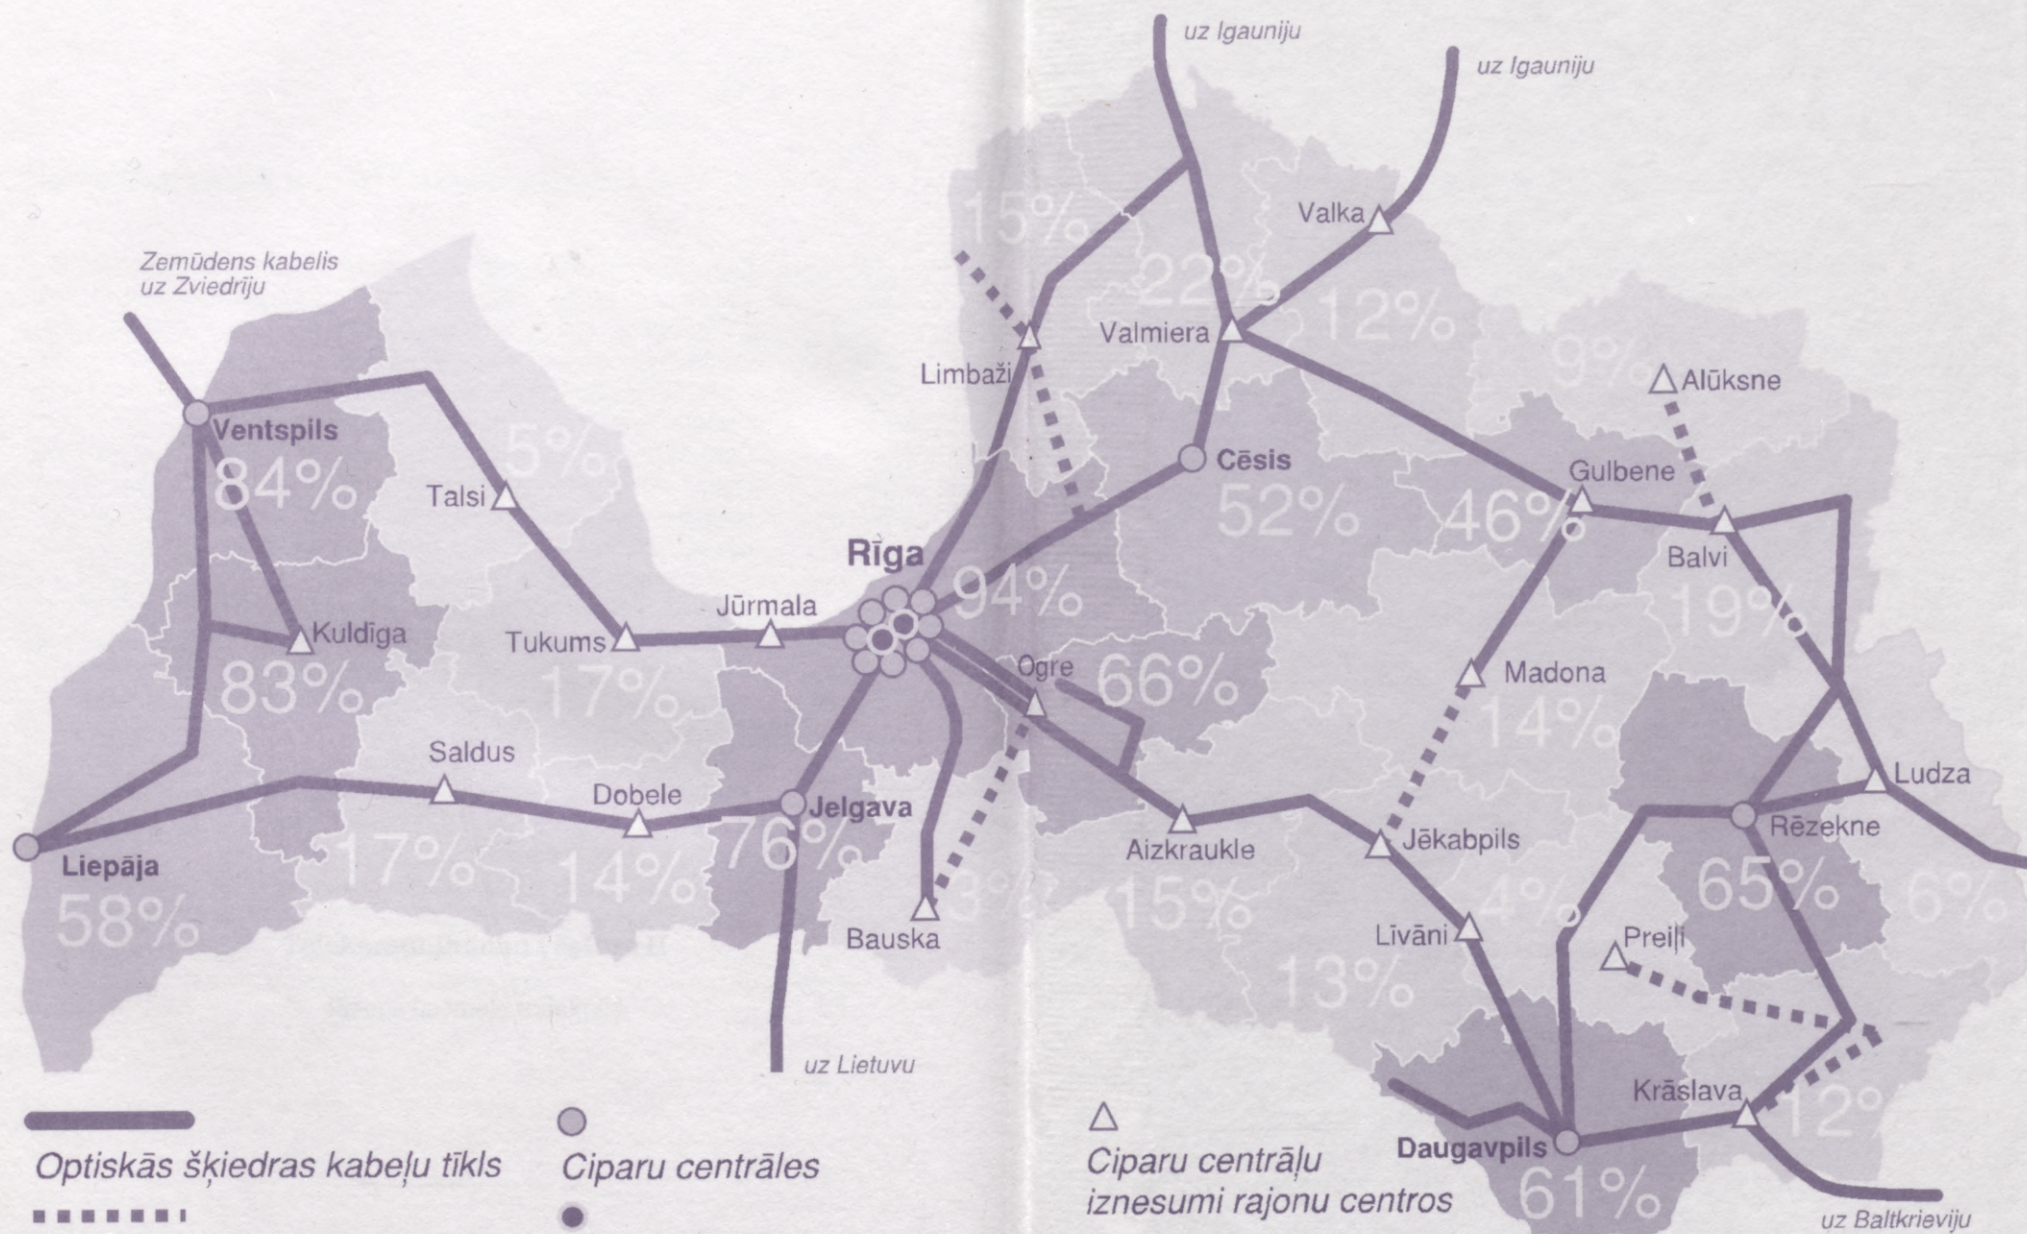 uz Igauniju
uz Igauniju
Valka
15%
Zemūdens kabelis
uz Zviedriju
22%
12%
Valmiera
Limbaži
9%
Alūksne
Ventspils
84%
5%
Talsi
Cēsis
52%
Gulbene
46%
Balvi
19%
Rīga
94%
Jūrmala
Kuldīga
83%
Tukums
17%
Ogre
66%
Madona
14%
Saldus
17%
Dobele
14%
Jelgava
76%
Ludza
6%
Rēzekne
65%
Aizkraukle
15%
Jēkabpils
13%
Liepāja
58%
Bauska
3%
Līvāni
4%
Preiļi
uz Lietuvu
Krāslava
12%
Daugavpils
61%
uz Baltkrieviju
Optiskās šķiedras kabeļu tīkls
Ciparu centrāles
Ciparu centrāļu
iznesumi rajonu centros